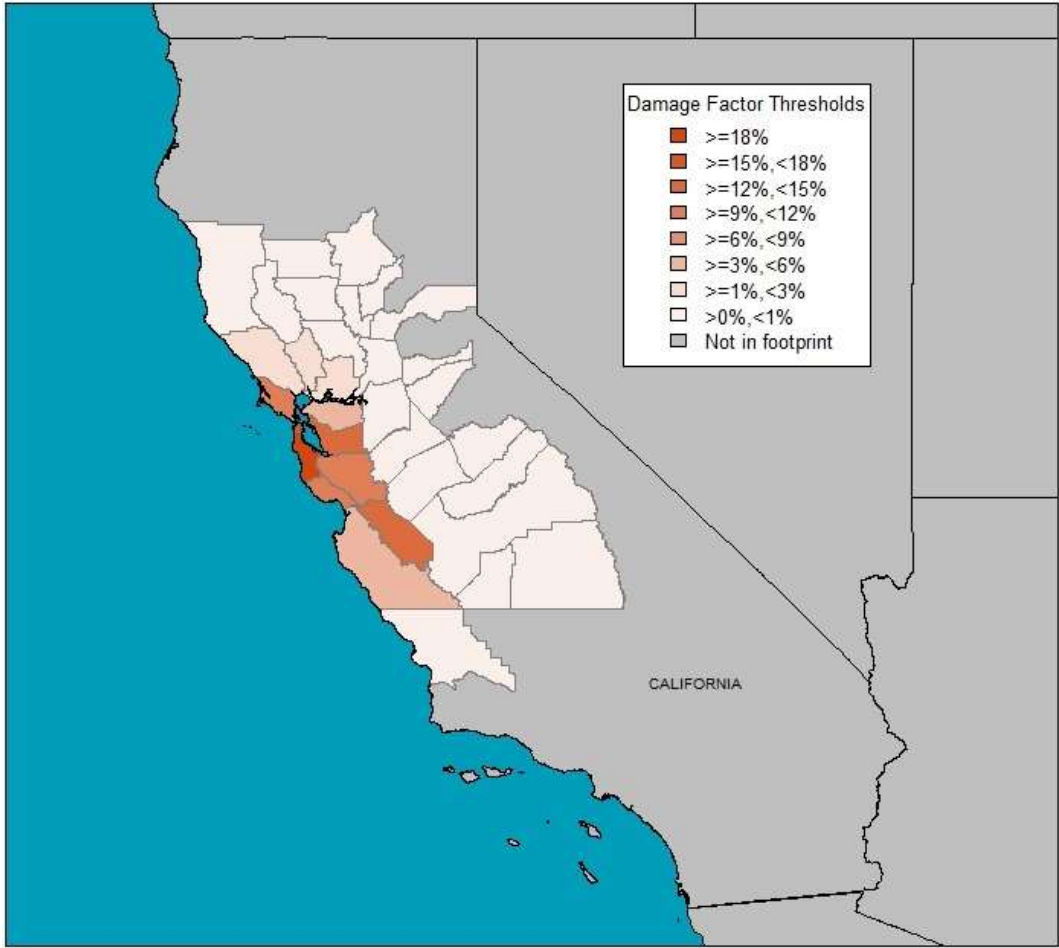 Damage Factor Thresholds
>=18%
>=15%,<18%
>=12%,<15%
>=9%,<12%
>=6%,<9%
>=3%,<6%
>=1%,<3%
>0%,<1%
Not in footprint
CALIFORNIA